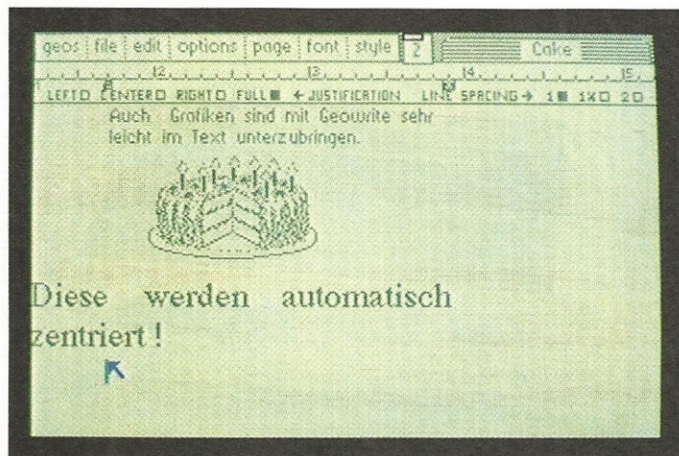 geos file edit options page font style 2 Cake
12 13 14 15
LEFT CENTER RIGHT FULL ← JUSTIFICATION LINE SPACING → 1 1½ 2
Auch Grafiken sind mit Geowrite sehr
leicht im Text unterzubringen.
Diese werden automatisch
zentriert !